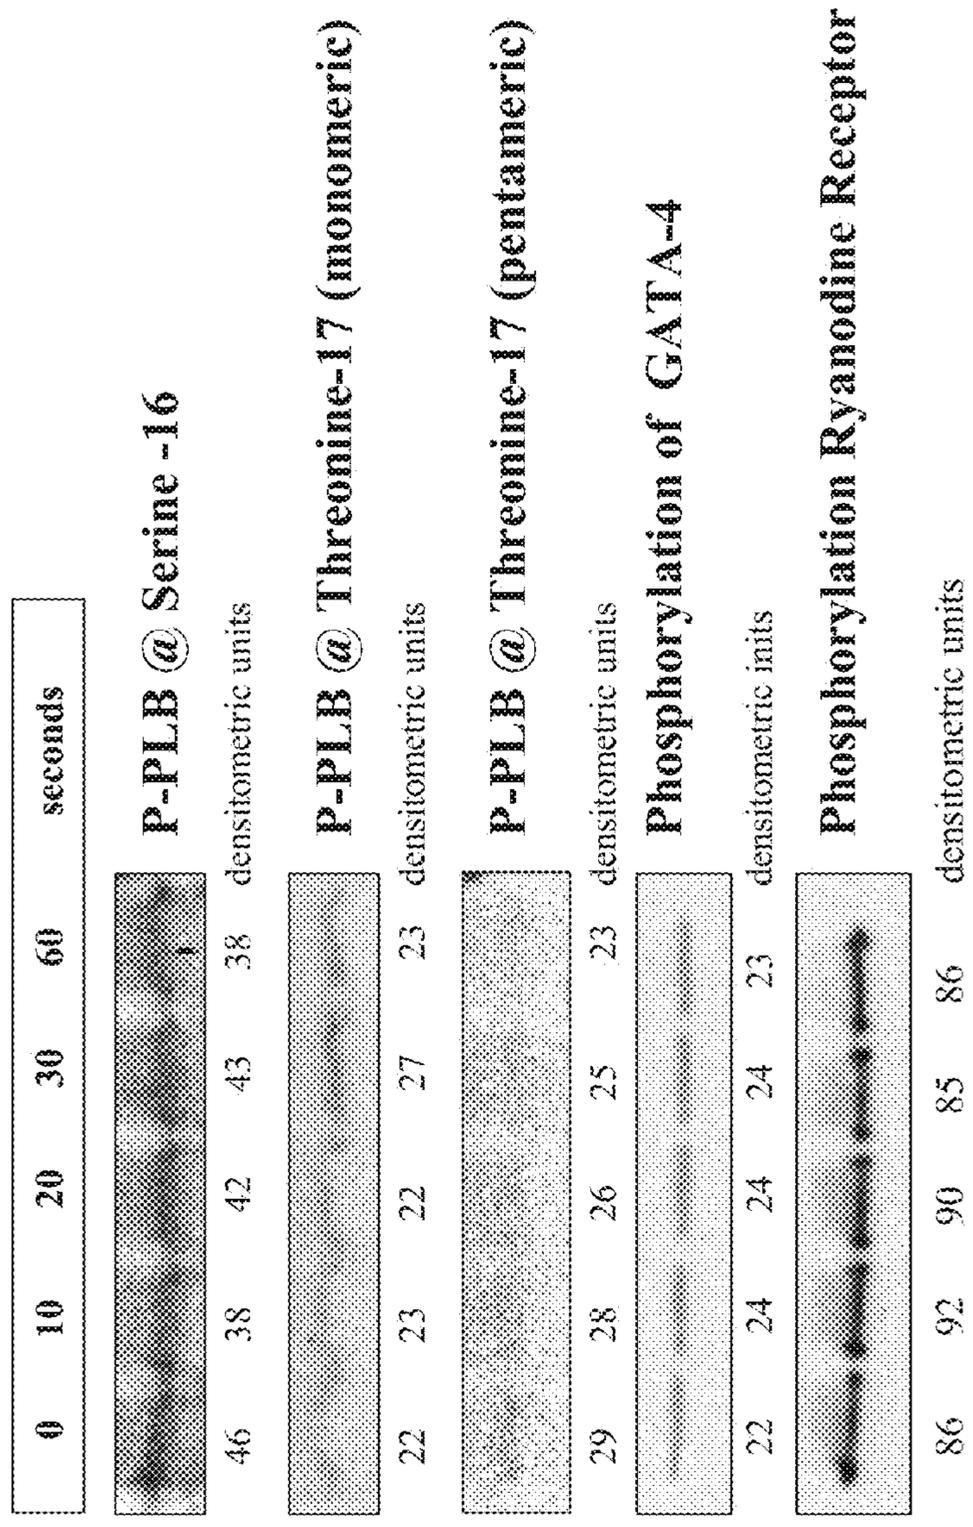 0 10 20 30 60 seconds
P-PLB @ Serine -16
46 38 42 43 38 densitometric units
P-PLB @ Threonine-17 (monomeric)
22 23 22 27 23 densitometric units
P-PLB @ Threonine-17 (pentameric)
29 28 26 25 23 densitometric units
Phosphorylation of GATA-4
22 24 24 24 23 densitometric inits
Phosphorylation Ryanodine Receptor
86 92 90 85 86 densitometric units